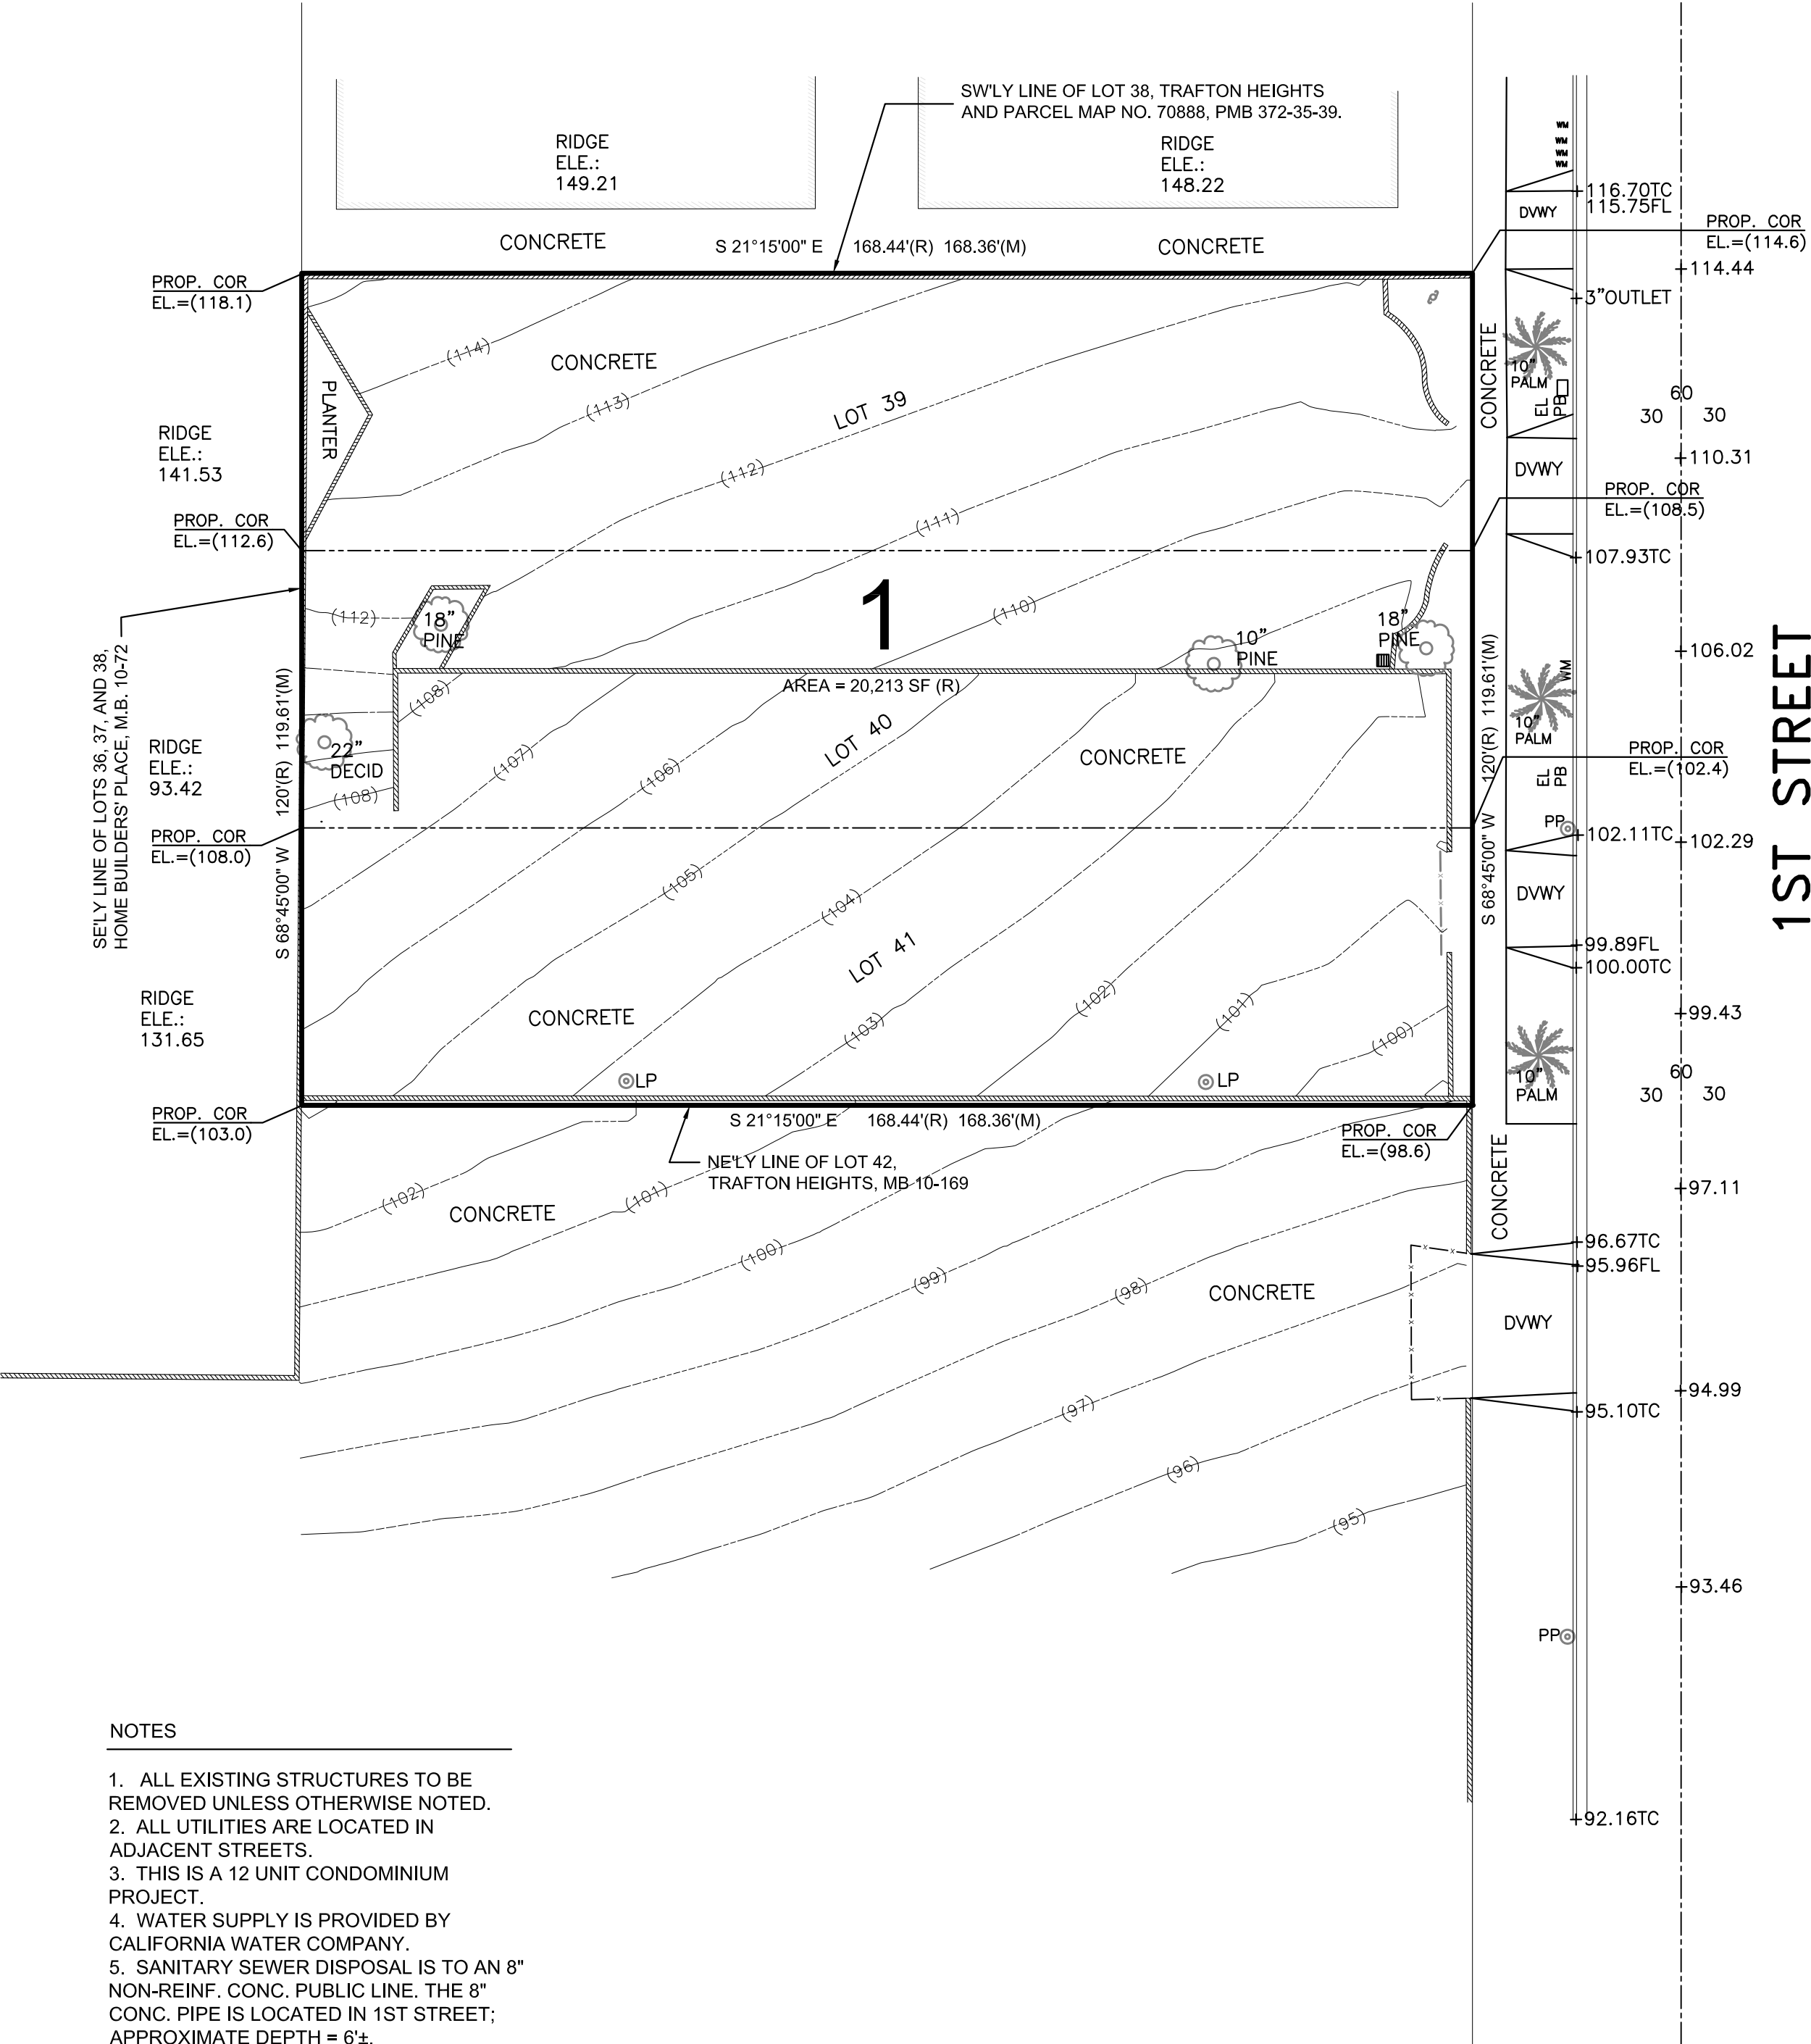 SW'LY LINE OF LOT 38, TRAFTON HEIGHTS
AND PARCEL MAP NO. 70888, PMB 372-35-39.
RIDGE
ELE.:
149.21
RIDGE
ELE.:
148.22
WM
WM
WM
WM
116.70TC
115.75FL
DVWY
PROP. COR
EL.=(114.6)
CONCRETE
S 21°15'00" E 168.44'(R) 168.36'(M)
CONCRETE
114.44
3"OUTLET
PROP. COR
EL.=(118.1)
(114)
CONCRETE
(113)
LOT 39
PLANTER
CONCRETE
10"
PALM
EL
PB
60
30 30
RIDGE
ELE.:
141.53
(112)
DVWY
110.31
PROP. COR
EL.=(108.5)
PROP. COR
EL.=(112.6)
(111)
107.93TC
1
(112)
18"
PINE
(110)
10"
PINE
18"
PINE
106.02
WM
1ST STREET
SE'LY LINE OF LOTS 36, 37, AND 38,
HOME BUILDERS' PLACE, M.B. 10-72
S 68°45'00" W 120'(R) 119.61'(M)
AREA = 20,213 SF (R)
(108)
LOT 40
S 68°45'00" W 120'(R) 119.61'(M)
10"
PALM
RIDGE
ELE.:
93.42
22"
DECID
(108)
(107)
(106)
CONCRETE
PROP. COR
EL.=(102.4)
EL
PB
PP
102.11TC
102.29
PROP. COR
EL.=(108.0)
(105)
(104)
DVWY
LOT 41
99.89FL
100.00TC
RIDGE
ELE.:
131.65
CONCRETE
(103)
(102)
(101)
(100)
99.43
LP
LP
10"
PALM
60
30 30
PROP. COR
EL.=(103.0)
S 21°15'00" E 168.44'(R) 168.36'(M)
PROP. COR
EL.=(98.6)
NE'LY LINE OF LOT 42,
TRAFTON HEIGHTS, MB 10-169
(102)
(101)
CONCRETE
CONCRETE
97.11
(100)
(99)
(98)
CONCRETE
96.67TC
95.96FL
DVWY
94.99
95.10TC
(97)
(96)
(95)
93.46
PP
92.16TC
NOTES
1. ALL EXISTING STRUCTURES TO BE
REMOVED UNLESS OTHERWISE NOTED.
2. ALL UTILITIES ARE LOCATED IN
ADJACENT STREETS.
3. THIS IS A 12 UNIT CONDOMINIUM
PROJECT.
4. WATER SUPPLY IS PROVIDED BY
CALIFORNIA WATER COMPANY.
5. SANITARY SEWER DISPOSAL IS TO AN 8"
NON-REINF. CONC. PUBLIC LINE. THE 8"
CONC. PIPE IS LOCATED IN 1ST STREET;
APPROXIMATE DEPTH = 6'±.